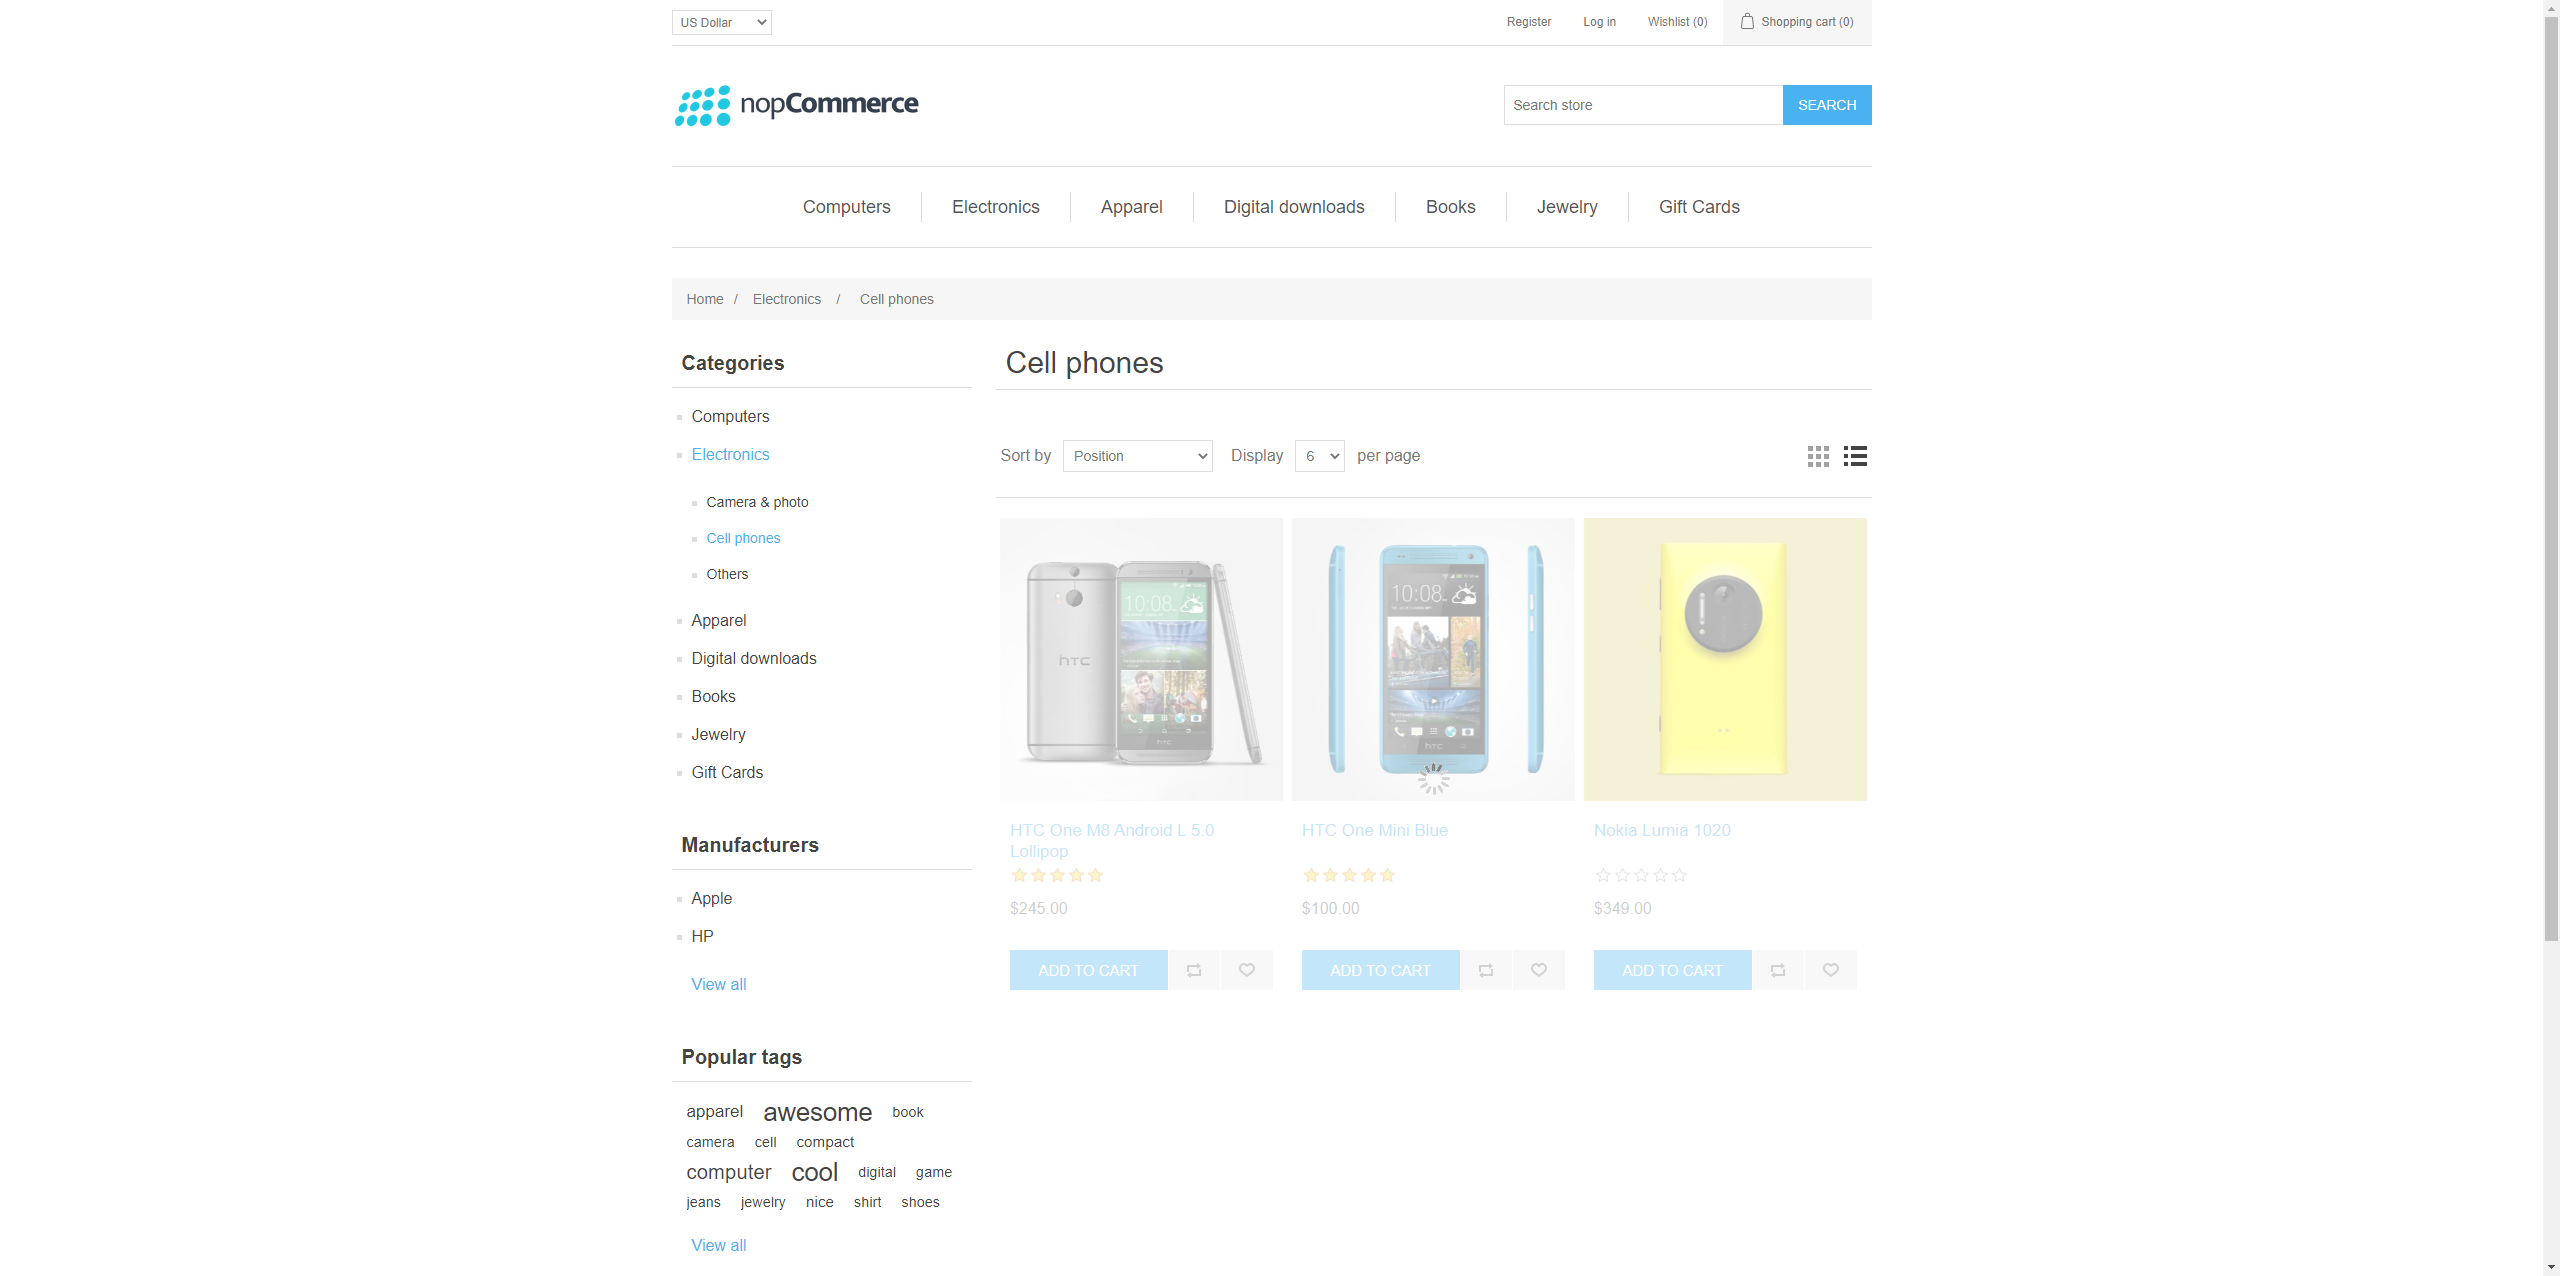 US Dollar
Register
Log in
Wishlist (0)
Shopping cart (0)
nopCommerce
Search store
SEARCH
Computers
Electronics
Apparel
Digital downloads
Books
Jewelry
Gift Cards
Home / Electronics / Cell phones
Categories
Computers
Electronics
Camera & photo
Cell phones
Others
Apparel
Digital downloads
Books
Jewelry
Gift Cards
Manufacturers
Apple
HP
View all
Popular tags
apparel awesome book
camera cell compact
computer cool digital game
jeans jewelry nice shirt shoes
View all
Cell phones
Sort by Position Display 6 per page
hTC
10:08
hTC
10:08
hTC
HTC One M8 Android L 5.0
Lollipop
$245.00
ADD TO CART
HTC One Mini Blue
$100.00
ADD TO CART
Nokia Lumia 1020
$349.00
ADD TO CART